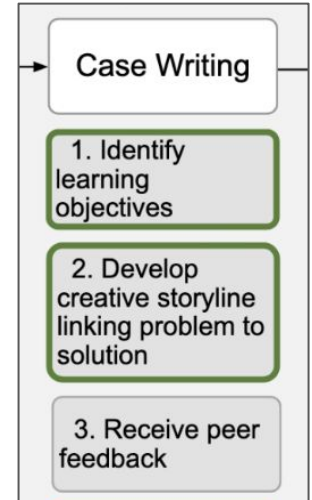 Case Writing
1. Identify
learning
objectives
2. Develop
creative storyline
linking problem to
solution
3. Receive peer
feedback